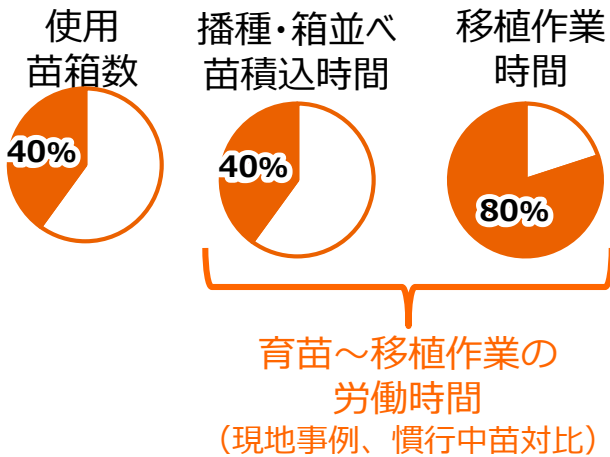 使用
苗箱数
40%
播種・箱並べ
苗積込時間
40%
移植作業
時間
80%
育苗～移植作業の
労働時間
（現地事例、慣行中苗対比）